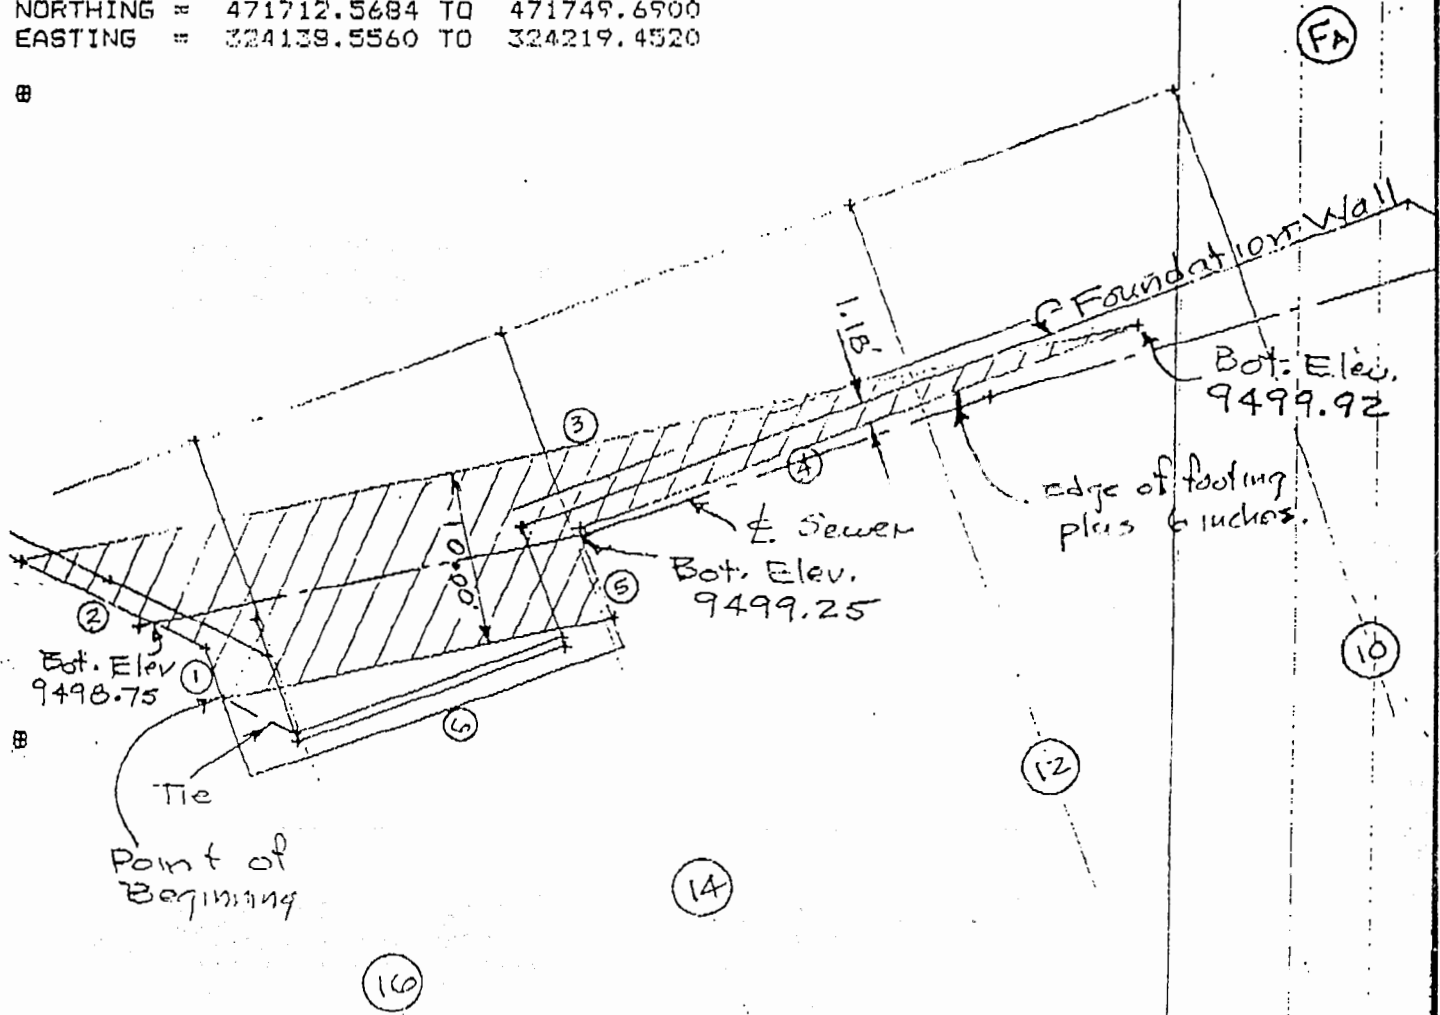 NORTHING = 471712.5684 TO 471749.6900
EASTING = 324138.5560 TO 324219.4520
FA
Foundation Wall
1.18'
Bot. Elev.
9499.92
3
4
edge of footing
plus 6 inches.
₵ Sewer
10.00'
Bot. Elev.
9499.25
5
2
Bot. Elev
9498.75
1
10
6
12
Tie
Point of
Beginning
14
16